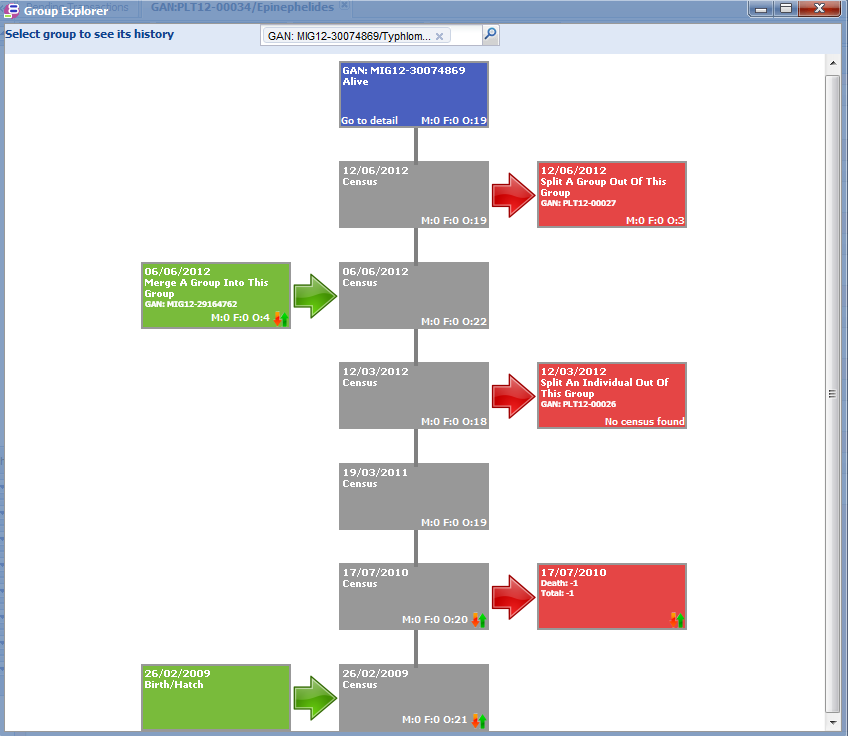 Group Explorer
GAN:PLT12-00034/Epinephelides
Select group to see its history
GAN: MIG12-30074869/Typhlom...
GAN: MIG12-30074869
Alive
Go to detail M:0 F:0 O:19
12/06/2012
Census
M:0 F:0 O:19
12/06/2012
Split A Group Out Of This
Group
GAN: PLT12-00027
M:0 F:0 O:3
06/06/2012
Merge A Group Into This
Group
GAN: MIG12-29164762
M:0 F:0 O:4
06/06/2012
Census
M:0 F:0 O:22
12/03/2012
Census
M:0 F:0 O:18
12/03/2012
Split An Individual Out Of
This Group
GAN: PLT12-00026
No census found
19/03/2011
Census
M:0 F:0 O:19
17/07/2010
Census
M:0 F:0 O:20
17/07/2010
Death: -1
Total: -1
26/02/2009
Birth/Hatch
26/02/2009
Census
M:0 F:0 O:21